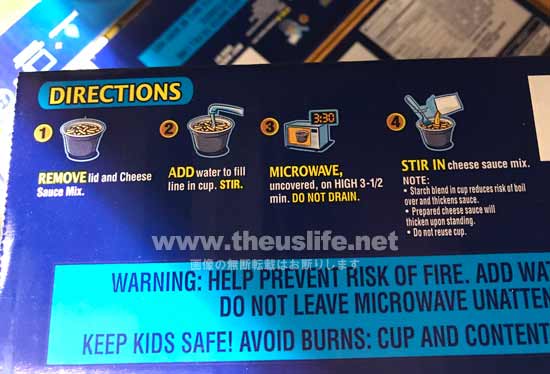 DIRECTIONS
1
REMOVE lid and Cheese
Sauce Mix.
2
ADD water to fill
line in cup. STIR.
3
3:30
MICROWAVE,
uncovered, on HIGH 3-1/2
min. DO NOT DRAIN.
4
STIR IN cheese sauce mix.
NOTE:
• Starch blend in cup reduces risk of boil
over and thickens sauce.
• Prepared cheese sauce will
thicken upon standing.
• Do not reuse cup.
www.theuslife.net
画像の無断転載はお断りします
WARNING: HELP PREVENT RISK OF FIRE. ADD WAT
DO NOT LEAVE MICROWAVE UNATTEN
KEEP KIDS SAFE! AVOID BURNS: CUP AND CONTENT